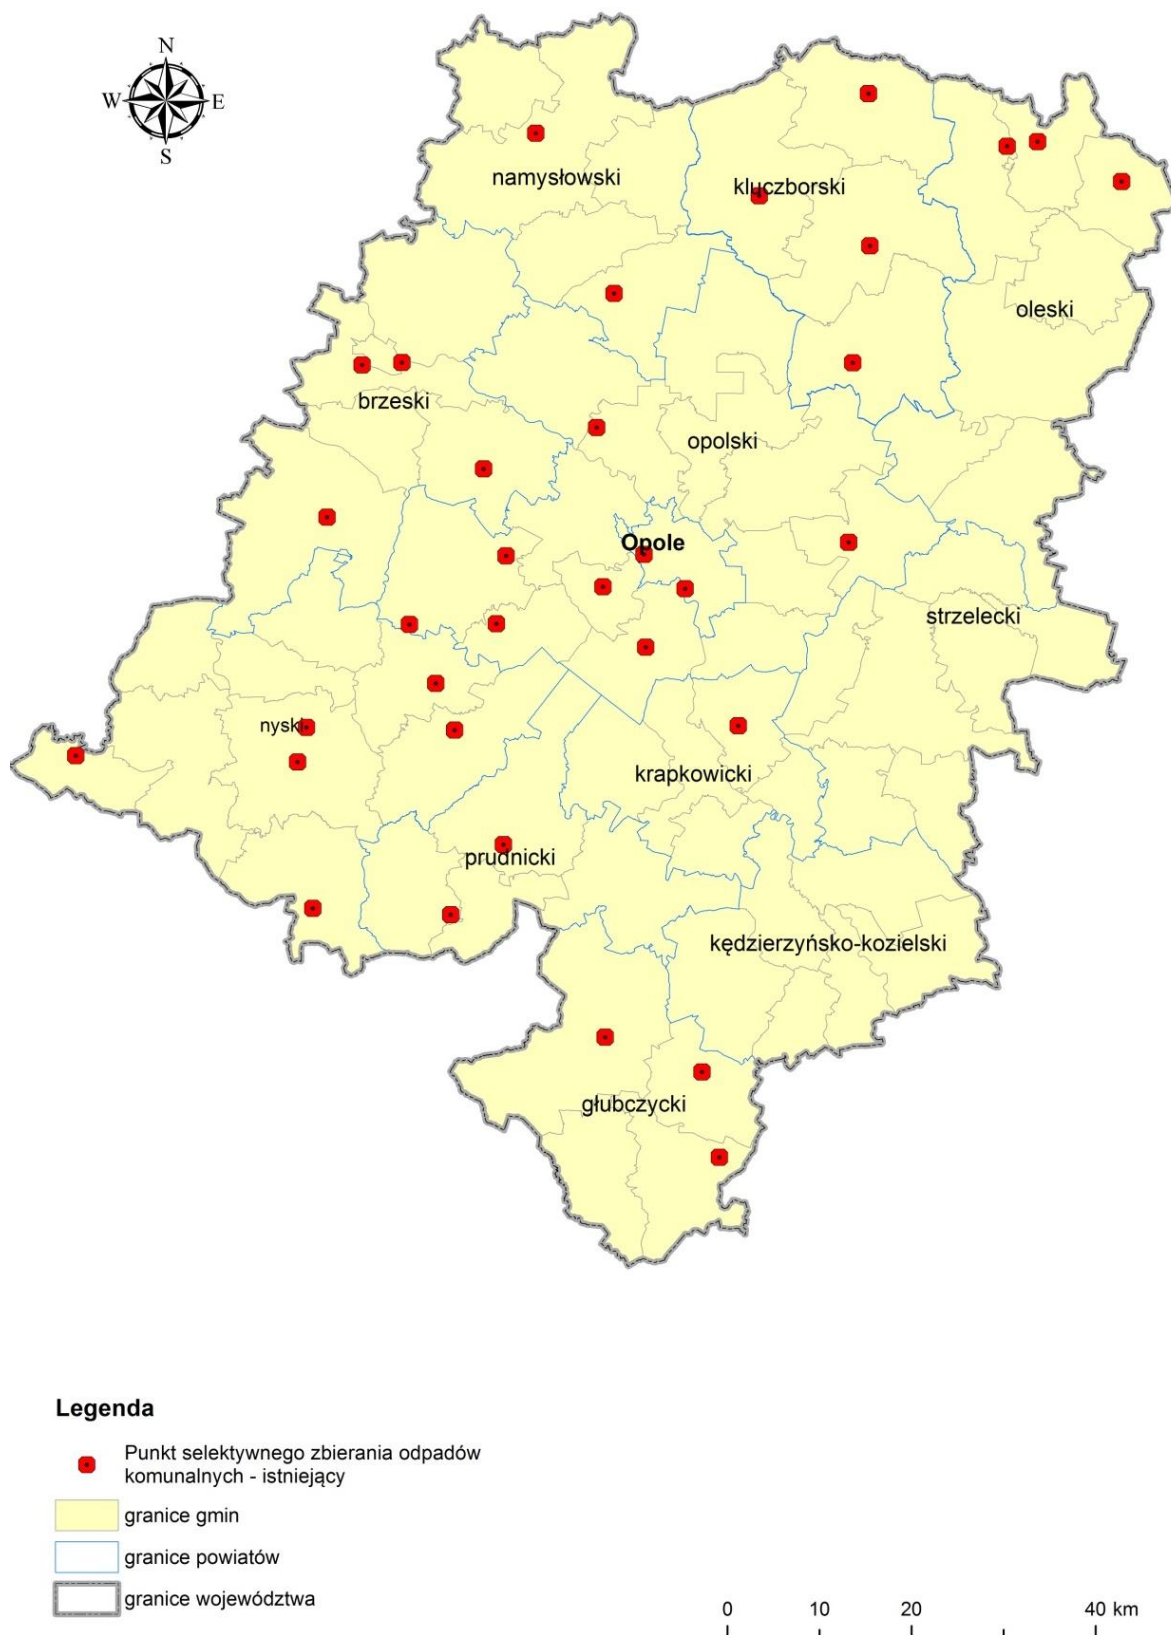 N
W E
S
namysłowski
kluczborski
oleski
brzeski
opolski
Opole
strzelecki
nyski
krapkowicki
prudnicki
kędzierzyńsko-kozielski
głubczycki
Legenda
Punkt selektywnego zbierania odpadów
komunalnych - istniejący
granice gmin
granice powiatów
granice województwa
0 10 20 40 km